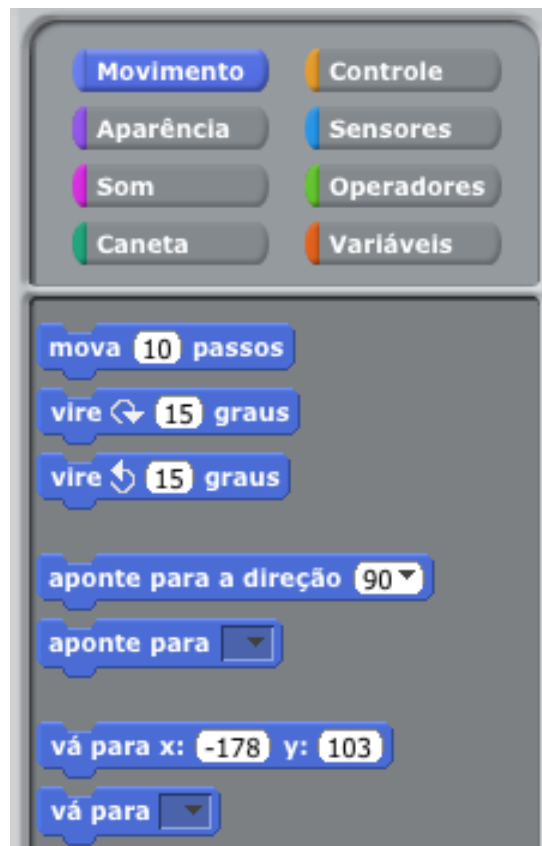 Movimento Controle
Aparência Sensores
Som Operadores
Caneta Variáveis
mova 10 passos
vire 15 graus
vire 15 graus
aponte para a direção 90
aponte para
vá para x: -178 y: 103
vá para